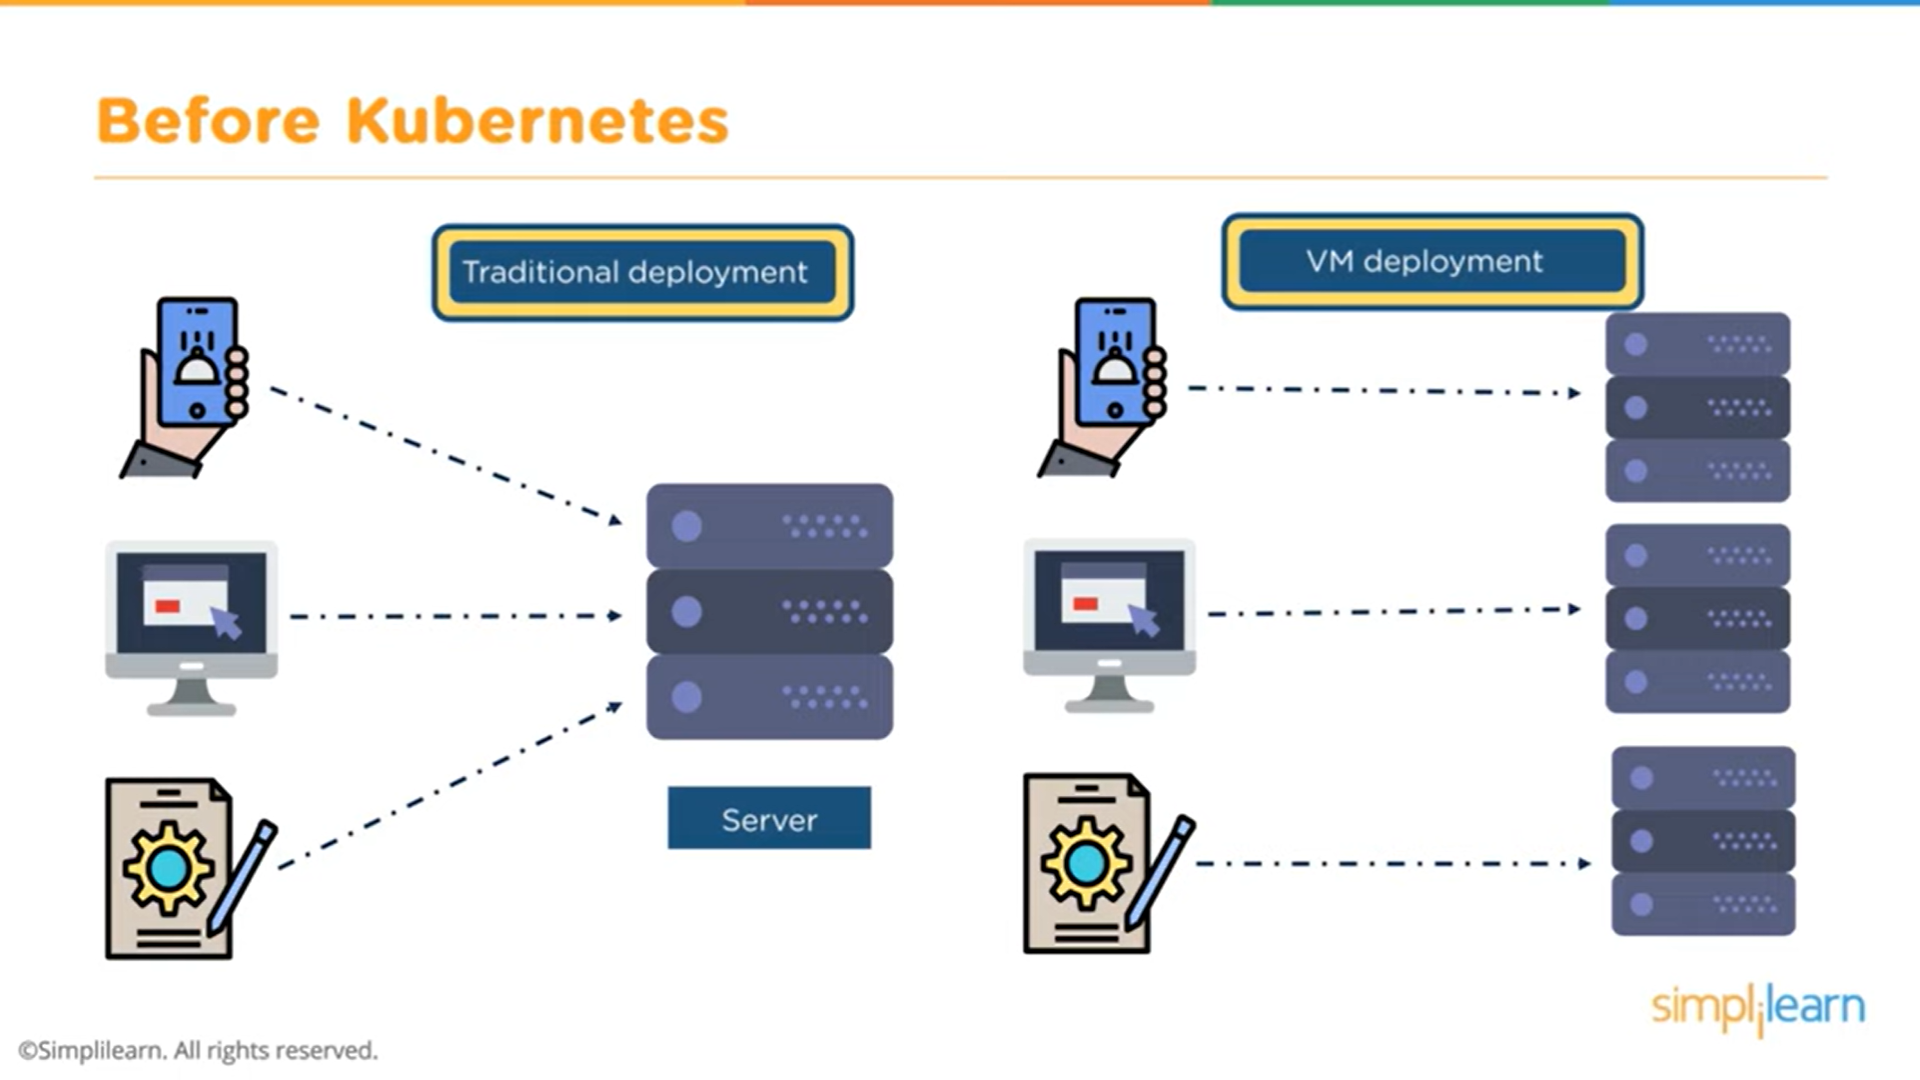 Before Kubernetes
Traditional deployment
VM deployment
Server
simplilearn
©Simplilearn. All rights reserved.